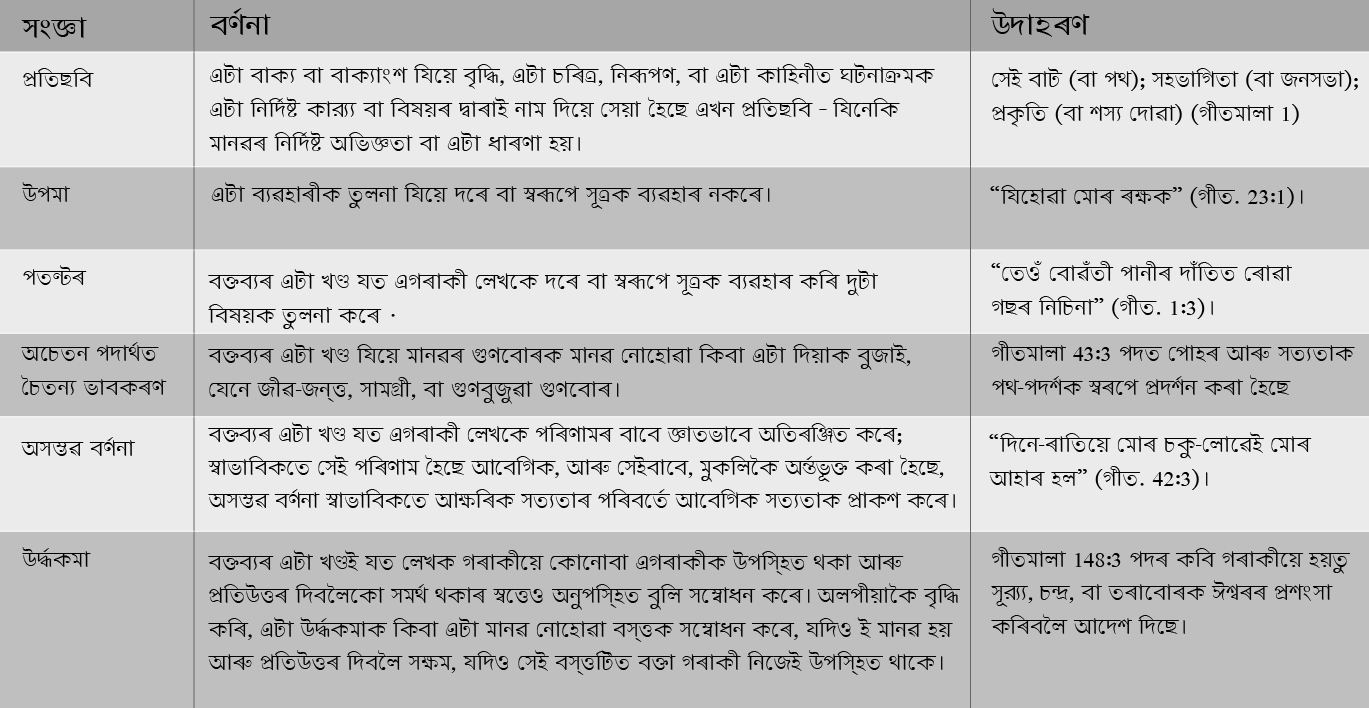 সংজ্ঞা
বৰ্ণনা
উদাহৰণ
প্ৰতিছবি
এটা বাক্য বা বাক্যাংশ যিয়ে বৃদ্ধি, এটা চৰিত্ৰ, নিৰূপণ, বা এটা কাহিনীত ঘটনাক্ৰমক
এটা নিৰ্দিষ্ট কাৰ‍্য্য বা বিষয়ৰ দ্বাৰাই নাম দিয়ে সেয়া হৈছে এখন প্ৰতিছবি - যিনেকি
মানৱৰ নিৰ্দিষ্ট অভিজ্ঞতা বা এটা ধাৰণা হয়।
সেই বাট (বা পথ); সহভাগিতা (বা জনসভা);
প্ৰকৃতি (বা শস্য দোৱা) (গীতমালা 1)
উপমা
এটা ব্যৱহাৰীক তুলনা যিয়ে দৰে বা স্বৰূপে সূত্ৰক ব্যৱহাৰ নকৰে।
“যিহোৱা মোৰ ৰক্ষক” (গীত. 23:1)।
পতন্টৰ
বক্তব্যৰ এটা খণ্ড যত এগৰাকী লেখকে দৰে বা স্বৰূপে সূত্ৰক ব্যৱহাৰ কৰি দুটা
বিষয়ক তুলনা কৰে ·
“তেওঁ বোৱঁতী পানীৰ দাঁতিত ৰোৱা
গছৰ নিচিনা” (গীত. 1:3)।
অচেতন পদাৰ্থত
চৈতন্য ভাবকৰণ
বক্তব্যৰ এটা খণ্ড যিয়ে মানৱৰ গুণবোৰক মানৱ নোহোৱা কিবা এটা দিয়াক বুজাই,
যেনে জীৱ-জন্ত্ত, সামগ্ৰী, বা গুণবুজুৱা গুণবোৰ।
গীতমালা 43:3 পদত পোহৰ আৰু সত্যতাক
পথ-পদৰ্শক স্বৰপে প্ৰদৰ্শন কৰা হৈছে
অসম্ভৱ বৰ্ণনা
বক্তব্যৰ এটা খণ্ড যত এগৰাকী লেখকে পৰিণামৰ বাবে জ্ঞাতভাবে অতিৰঞ্জিত কৰে;
স্বাভাবিকতে সেই পৰিণাম হৈছে আবেগিক, আৰু সেইবাবে, মুকলিকৈ অৰ্ন্তভূক্ত কৰা হৈছে,
অসম্ভৱ বৰ্ণনা স্বাভাবিকতে আক্ষৰিক সত্যতাৰ পৰিবৰ্তে আবেগিক সত্যতাক প্ৰাকশ কৰে।
“দিনে-ৰাতিয়ে মোৰ চকু-লোৱেই মোৰ
আহাৰ হল” (গীত. 42:3)।
উৰ্দ্ধকমা
বক্তব্যৰ এটা খণ্ডই যত লেখক গৰাকীয়ে কোনোবা এগৰাকীক উপস্হিত থকা আৰু
প্ৰতিউত্তৰ দিবলৈকো সমৰ্থ থকাৰ স্বত্তেও অনুপস্হিত বুলি সম্বোধন কৰে। অলপীয়াকৈ বৃদ্ধি
কৰি, এটা উৰ্দ্ধকমাক কিবা এটা মানৱ নোহোৱা বস্ত্তক সম্বোধন কৰে, যদিও ই মানৱ হয়
আৰু প্ৰতিউত্তৰ দিবলৈ সক্ষম, যদিও সেই বস্ত্তটিত বক্তা গৰাকী নিজেই উপস্হিত থাকে।
গীতমালা 148:3 পদৰ কবি গৰাকীয়ে হয়তু
সূৰ‍্য্য, চন্দ্ৰ, বা তৰাবোৰক ঈশ্বৰৰ প্ৰশংসা
কৰিবলৈ আদেশ দিছে।